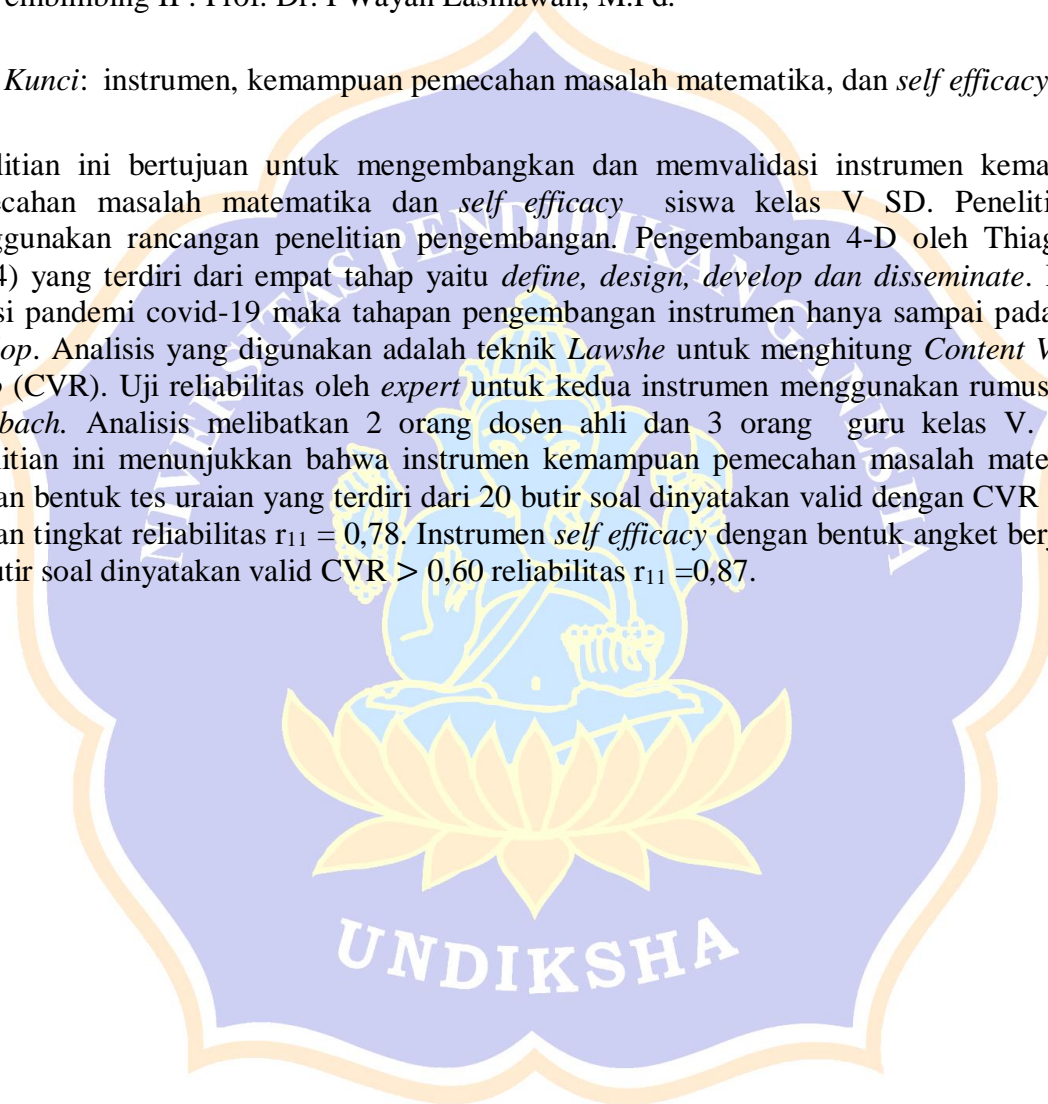 embimbing II : Prof. Dr. I Wayan Lasmawan, M.Pd.
Kunci: instrumen, kemampuan pemecahan masalah matematika, dan self efficacy
litian ini bertujuan untuk mengembangkan dan memvalidasi instrumen kema
ecahan masalah matematika dan self efficacy siswa kelas V SD. Peneliti
ggunakan rancangan penelitian pengembangan. Pengembangan 4-D oleh Thiag
4) yang terdiri dari empat tahap yaitu define, design, develop dan disseminate.
si pandemi covid-19 maka tahapan pengembangan instrumen hanya sampai pada
op. Analisis yang digunakan adalah teknik Lawshe untuk menghitung Content V
(CVR). Uji reliabilitas oleh expert untuk kedua instrumen menggunakan rumus
bach. Analisis melibatkan 2 orang dosen ahli dan 3 orang guru kelas V.
litian ini menunjukkan bahwa instrumen kemampuan pemecahan masalah mate
an bentuk tes uraian yang terdiri dari 20 butir soal dinyatakan valid dengan CVR
an tingkat reliabilitas r11 = 0,78. Instrumen self efficacy dengan bentuk angket berj
utir soal dinyatakan valid CVR > 0,60 reliabilitas r11 =0,87.
UNIVERSITAS PENDIDIKAN GANESHA
UNDIKSHA